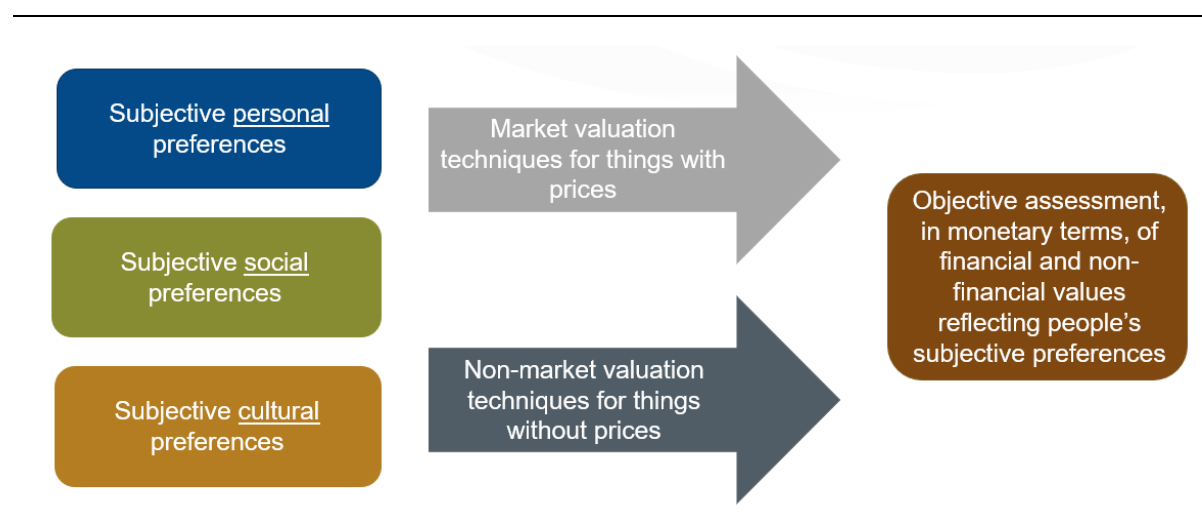 Subjective personal
preferences
Subjective social
preferences
Subjective cultural
preferences
Market valuation
techniques for things with
prices
Non-market valuation
techniques for things
without prices
Objective assessment,
in monetary terms, of
financial and non-
financial values
reflecting people’s
subjective preferences